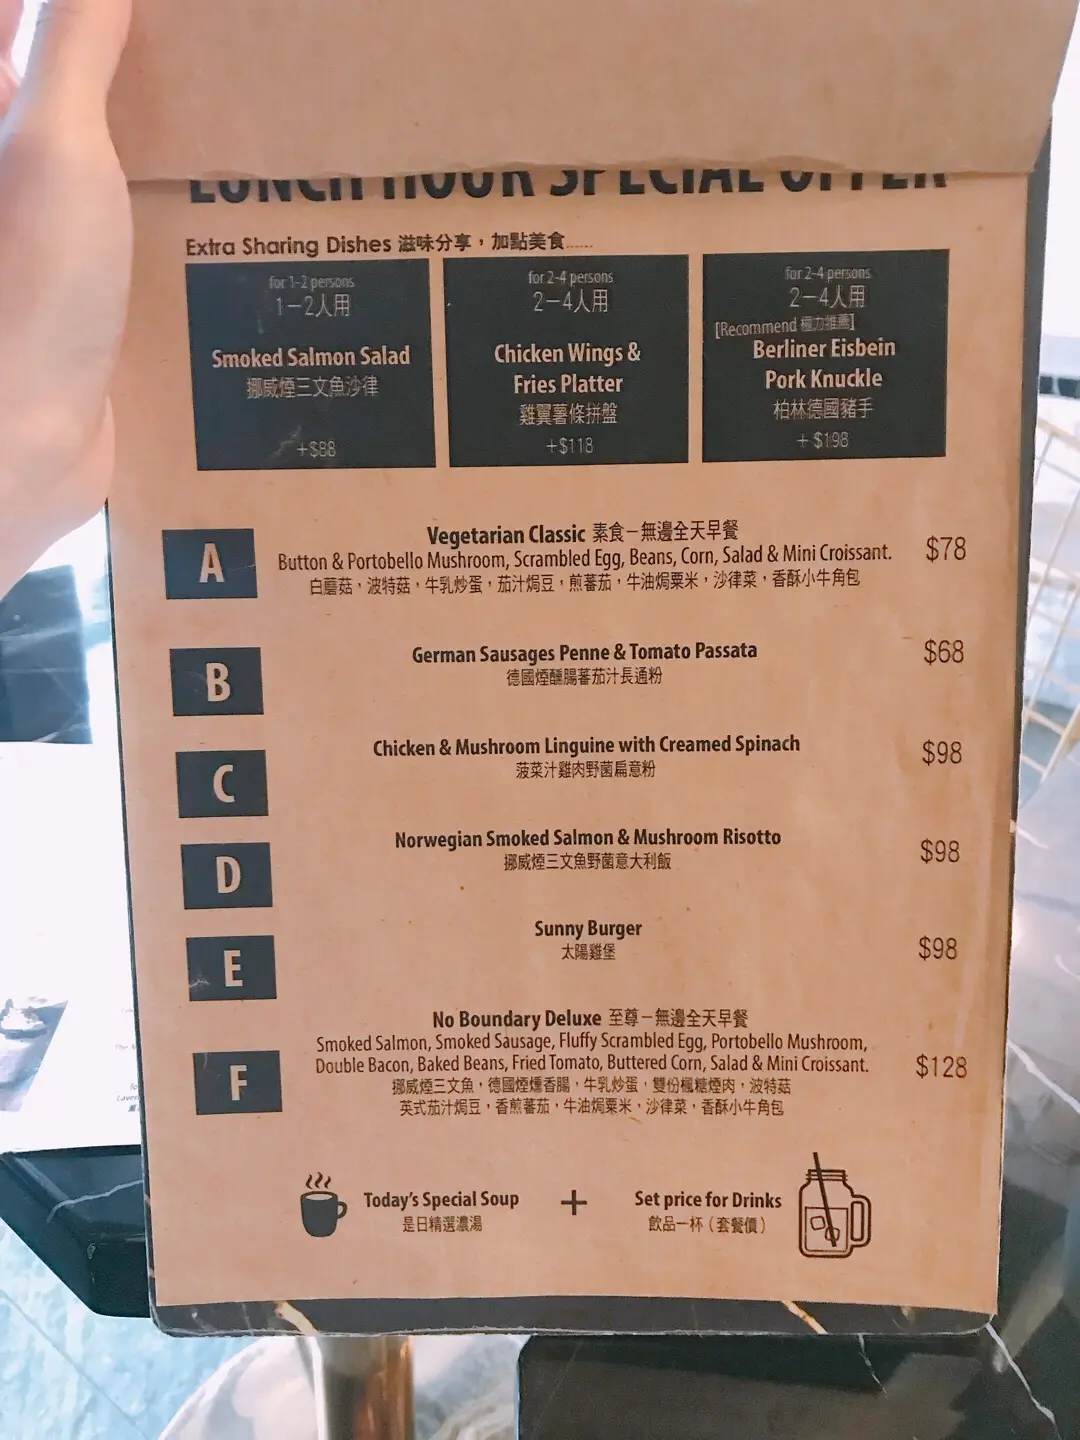 LUNCH HOUR SPECIAL OFFER
Extra Sharing Dishes 滋味分享，加點美食......
for 1-2 persons
1－2人用
Smoked Salmon Salad
挪威煙三文魚沙律
+$88
for 2-4 persons
2－4人用
Chicken Wings &
Fries Platter
雞翼薯條拼盤
+$118
for 2-4 persons
2－4人用
[Recommend 極力推薦]
Berliner Eisbein
Pork Knuckle
柏林德國豬手
+ $198
A
Vegetarian Classic 素食－無邊全天早餐
Button & Portobello Mushroom, Scrambled Egg, Beans, Corn, Salad & Mini Croissant.
白蘑菇，波特菇，牛乳炒蛋，茄汁焗豆，煎蕃茄，牛油焗粟米，沙律菜，香酥小牛角包
$78
B
German Sausages Penne & Tomato Passata
德國煙醺腸蕃茄汁長通粉
$68
C
Chicken & Mushroom Linguine with Creamed Spinach
菠菜汁雞肉野菌扁意粉
$98
D
Norwegian Smoked Salmon & Mushroom Risotto
挪威煙三文魚野菌意大利飯
$98
E
Sunny Burger
太陽雞堡
$98
F
No Boundary Deluxe 至尊－無邊全天早餐
Smoked Salmon, Smoked Sausage, Fluffy Scrambled Egg, Portobello Mushroom,
Double Bacon, Baked Beans, Fried Tomato, Buttered Corn, Salad & Mini Croissant.
挪威煙三文魚，德國煙燻香腸，牛乳炒蛋，雙份楓糖煙肉，波特菇
英式茄汁焗豆，香煎蕃茄，牛油焗粟米，沙律菜，香酥小牛角包
$128
Today's Special Soup
是日精選濃湯
+
Set price for Drinks
飲品一杯（套餐價）